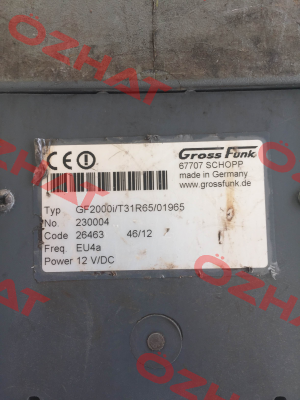 OZHAT
OZHAT
OZHAT
CE
Gross Funk
67707 SCHOPP
made in Germany
www.grossfunk.de
Typ GF2000i/T31R65/01965
No 230004
Code 26463 46/12
Freq EU4a
Power 12 V/DC
OZHAT
OZHAT